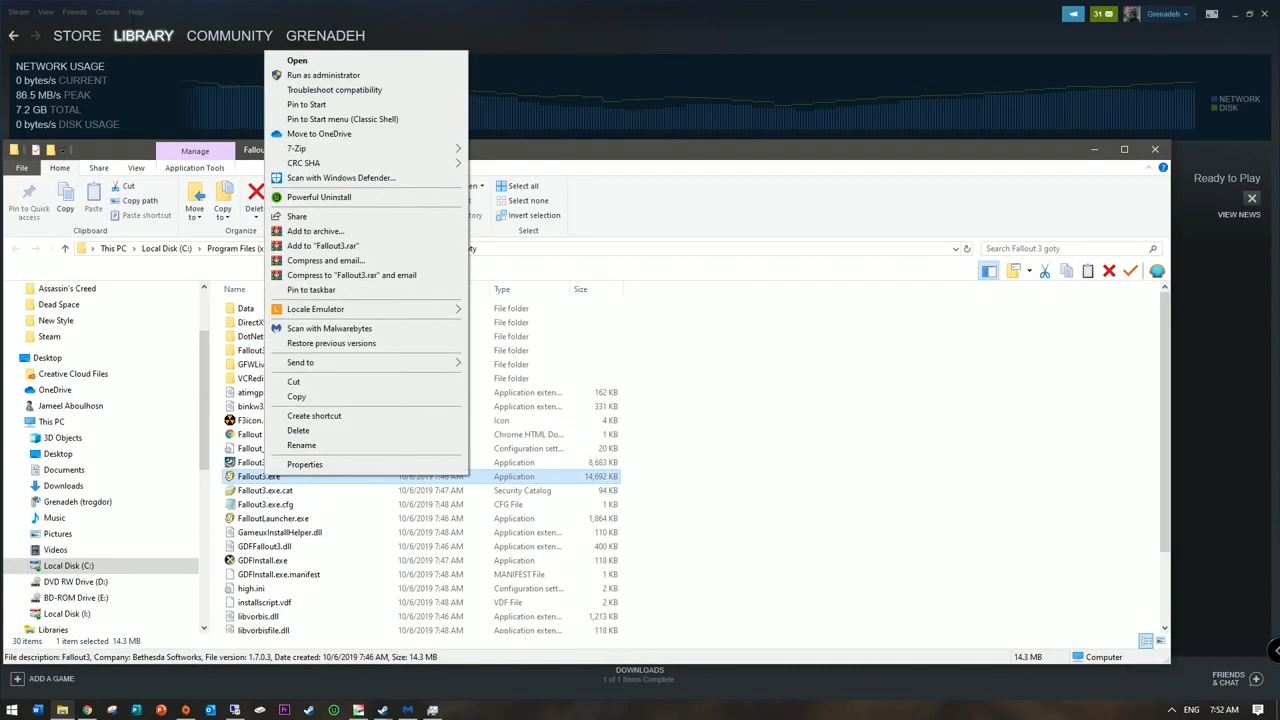 Steam View Friends Games Help
31 Grenadeh
STORE LIBRARY COMMUNITY GRENADEH
NETWORK USAGE
0 bytes/s CURRENT
86.5 MB/s PEAK
7.2 GB TOTAL
0 bytes/s DISK USAGE
NETWORK
DISK
Ready to Play
VIEW NEWS
Manage
File Home Share View Application Tools
Pin to Quick access
Copy
Paste
Cut
Copy path
Paste shortcut
Clipboard
Move to
Copy to
Delete
Organize
Select all
Select none
Invert selection
Select
This PC Local Disk (C:)
Search Fallout 3 goty
Open
Run as administrator
Troubleshoot compatibility
Pin to Start
Pin to Start menu (Classic Shell)
Move to OneDrive
7-Zip
CRC SHA
Scan with Windows Defender...
Powerful Uninstall
Share
Add to archive...
Add to "Fallout3.rar"
Compress and email...
Compress to "Fallout3.rar" and email
Pin to taskbar
Locale Emulator
Scan with Malwarebytes
Restore previous versions
Send to
Cut
Copy
Create shortcut
Delete
Rename
Properties
Assassin's Creed
Dead Space
New Style
Steam
Desktop
Creative Cloud Files
OneDrive
Jameel Aboulhosn
This PC
3D Objects
Desktop
Documents
Downloads
Grenadeh (trogdor)
Music
Pictures
Videos
Local Disk (C:)
DVD RW Drive (D:)
BD-ROM Drive (E:)
Local Disk (I:)
Libraries
Name Type Size
Data File folder
File folder
File folder
File folder
File folder
File folder
Application exten... 162 KB
Application exten... 331 KB
Icon 4 KB
Fallout Chrome HTML Do... 1 KB
Configuration sett... 20 KB
Application 8,683 KB
Fallout3.exe 10/6/2019 7:46 AM Application 14,692 KB
Fallout3.exe.cat 10/6/2019 7:47 AM Security Catalog 94 KB
Fallout3.exe.cfg 10/6/2019 7:48 AM CFG File 1 KB
FalloutLauncher.exe 10/6/2019 7:46 AM Application 1,864 KB
GameuxInstallHelper.dll 10/6/2019 7:48 AM Application exten... 110 KB
GDFFallout3.dll 10/6/2019 7:46 AM Application exten... 400 KB
GDFInstall.exe 10/6/2019 7:47 AM Application 118 KB
GDFInstall.exe.manifest 10/6/2019 7:48 AM MANIFEST File 1 KB
high.ini 10/6/2019 7:48 AM Configuration sett... 2 KB
installscript.vdf 10/6/2019 7:48 AM VDF File 2 KB
libvorbis.dll 10/6/2019 7:46 AM Application exten... 1,213 KB
libvorbisfile.dll 10/6/2019 7:48 AM Application exten... 118 KB
30 items 1 item selected 14.3 MB
File description: Fallout3, Company: Bethesda Softworks, File version: 1.7.0.3, Date created: 10/6/2019 7:46 AM, Size: 14.3 MB
14.3 MB Computer
DOWNLOADS
1 of 1 Items Complete
ADD A GAME
FRIENDS
& CHAT
ENG 7:52 AM